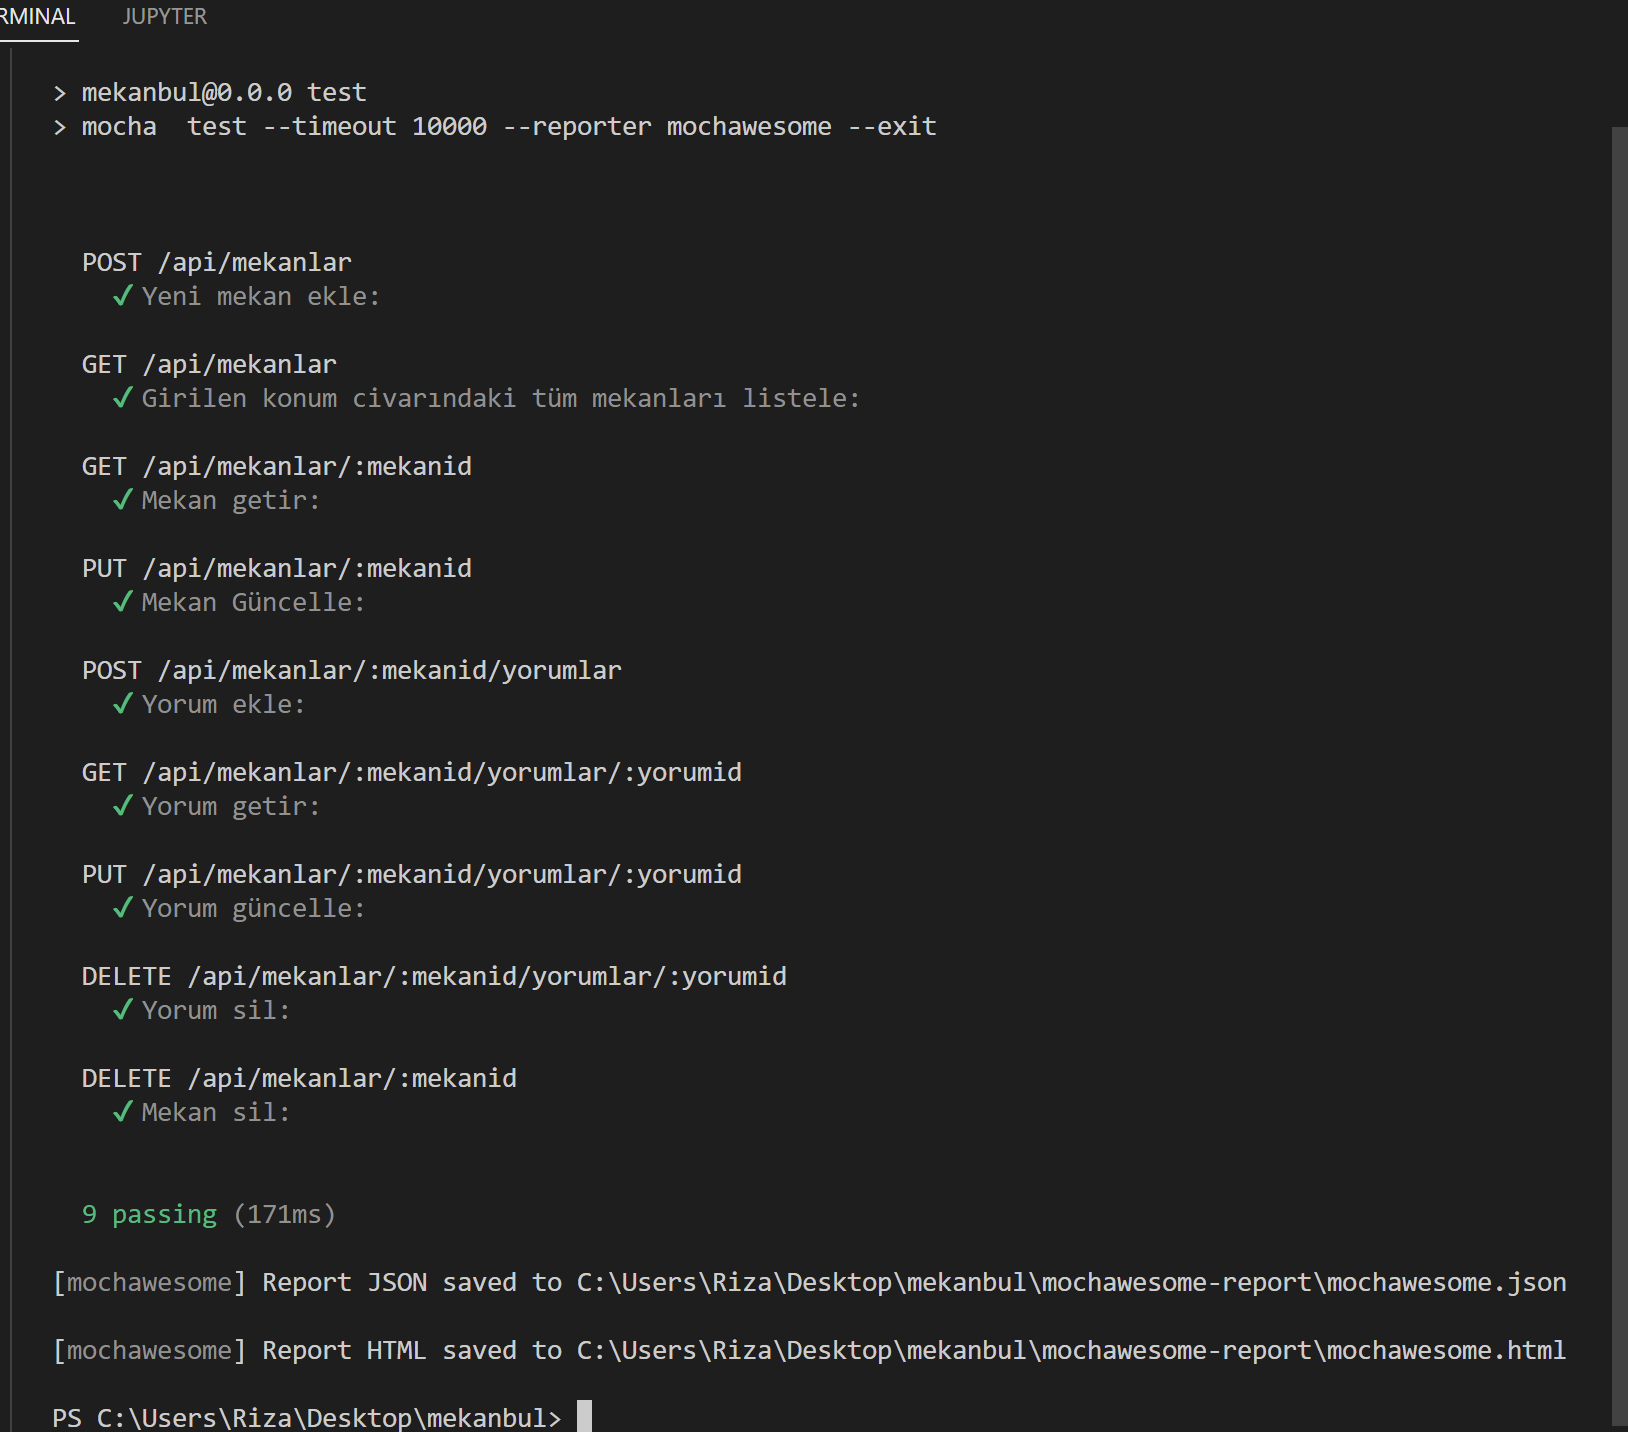 RMINAL JUPYTER
> mekanbul@0.0.0 test
> mocha  test --timeout 10000 --reporter mochawesome --exit
POST /api/mekanlar
✓ Yeni mekan ekle:
GET /api/mekanlar
✓ Girilen konum civarındaki tüm mekanları listele:
GET /api/mekanlar/:mekanid
✓ Mekan getir:
PUT /api/mekanlar/:mekanid
✓ Mekan Güncelle:
POST /api/mekanlar/:mekanid/yorumlar
✓ Yorum ekle:
GET /api/mekanlar/:mekanid/yorumlar/:yorumid
✓ Yorum getir:
PUT /api/mekanlar/:mekanid/yorumlar/:yorumid
✓ Yorum güncelle:
DELETE /api/mekanlar/:mekanid/yorumlar/:yorumid
✓ Yorum sil:
DELETE /api/mekanlar/:mekanid
✓ Mekan sil:
9 passing (171ms)
[mochawesome] Report JSON saved to C:\Users\Riza\Desktop\mekanbul\mochawesome-report\mochawesome.json
[mochawesome] Report HTML saved to C:\Users\Riza\Desktop\mekanbul\mochawesome-report\mochawesome.html
PS C:\Users\Riza\Desktop\mekanbul>